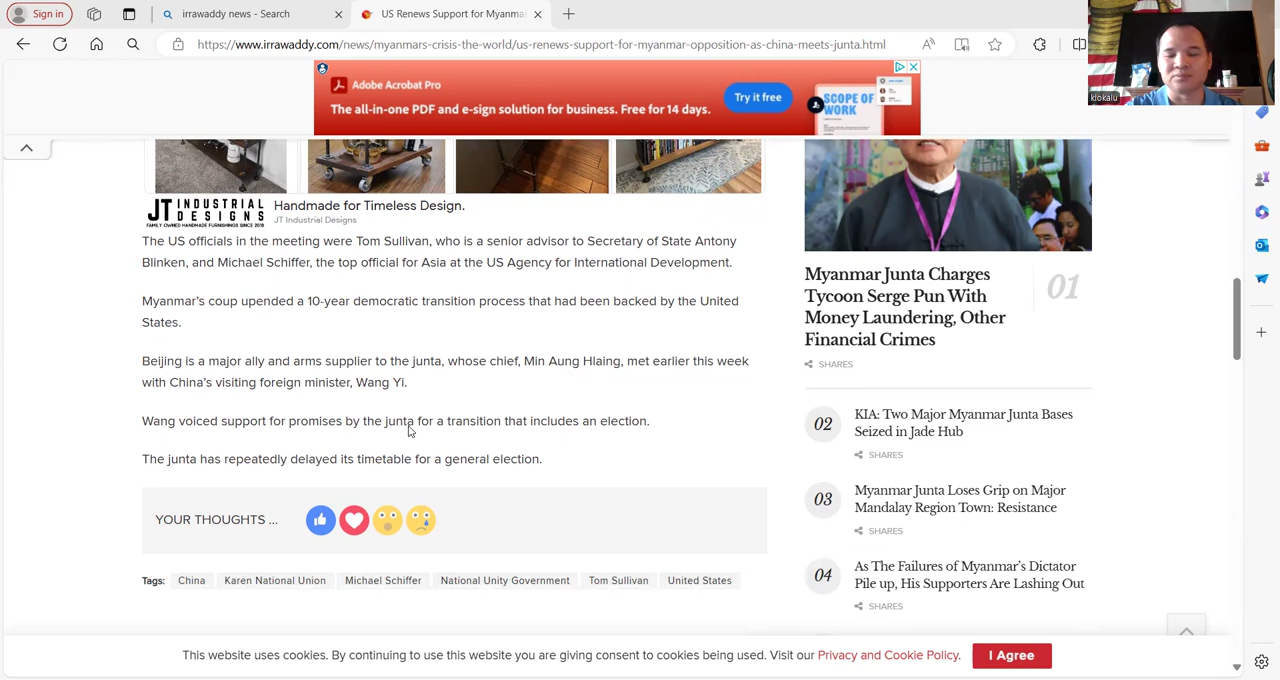 Sign in
irrawaddy news - Search
US Renews Support for Myanmar
https://www.irrawaddy.com/news/myanmars-crisis-the-world/us-renews-support-for-myanmar-opposition-as-china-meets-junta.html
klokalu
Adobe Acrobat Pro
The all-in-one PDF and e-sign solution for business. Free for 14 days.
Try it free
SCOPE OF
WORK
JT INDUSTRIAL
DESIGNS
FAMILY OWNED HANDMADE FURNISHINGS SINCE 2018
Handmade for Timeless Design.
JT Industrial Designs
The US officials in the meeting were Tom Sullivan, who is a senior advisor to Secretary of State Antony
Blinken, and Michael Schiffer, the top official for Asia at the US Agency for International Development.
Myanmar's coup upended a 10-year democratic transition process that had been backed by the United
States.
Beijing is a major ally and arms supplier to the junta, whose chief, Min Aung Hlaing, met earlier this week
with China's visiting foreign minister, Wang Yi.
Wang voiced support for promises by the junta for a transition that includes an election.
The junta has repeatedly delayed its timetable for a general election.
YOUR THOUGHTS ...
Tags: China Karen National Union Michael Schiffer National Unity Government Tom Sullivan United States
Myanmar Junta Charges
Tycoon Serge Pun With
Money Laundering, Other
Financial Crimes
01
SHARES
02
KIA: Two Major Myanmar Junta Bases
Seized in Jade Hub
SHARES
03
Myanmar Junta Loses Grip on Major
Mandalay Region Town: Resistance
SHARES
04
As The Failures of Myanmar's Dictator
Pile up, His Supporters Are Lashing Out
SHARES
This website uses cookies. By continuing to use this website you are giving consent to cookies being used. Visit our Privacy and Cookie Policy.
I Agree